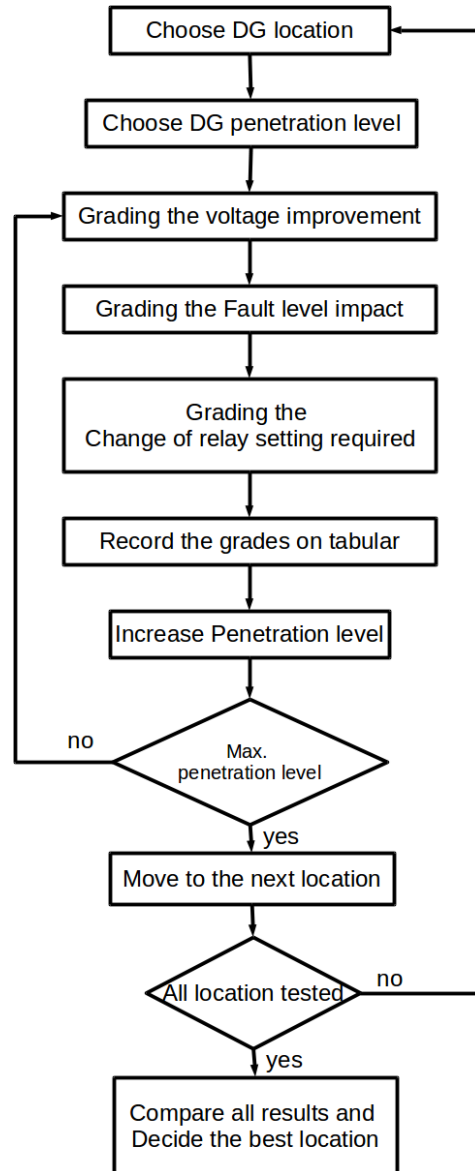 Choose DG location
Choose DG penetration level
Grading the voltage improvement
Grading the Fault level impact
Grading the
Change of relay setting required
Record the grades on tabular
Increase Penetration level
no
Max.
penetration level
yes
Move to the next location
All location tested
no
yes
Compare all results and
Decide the best location